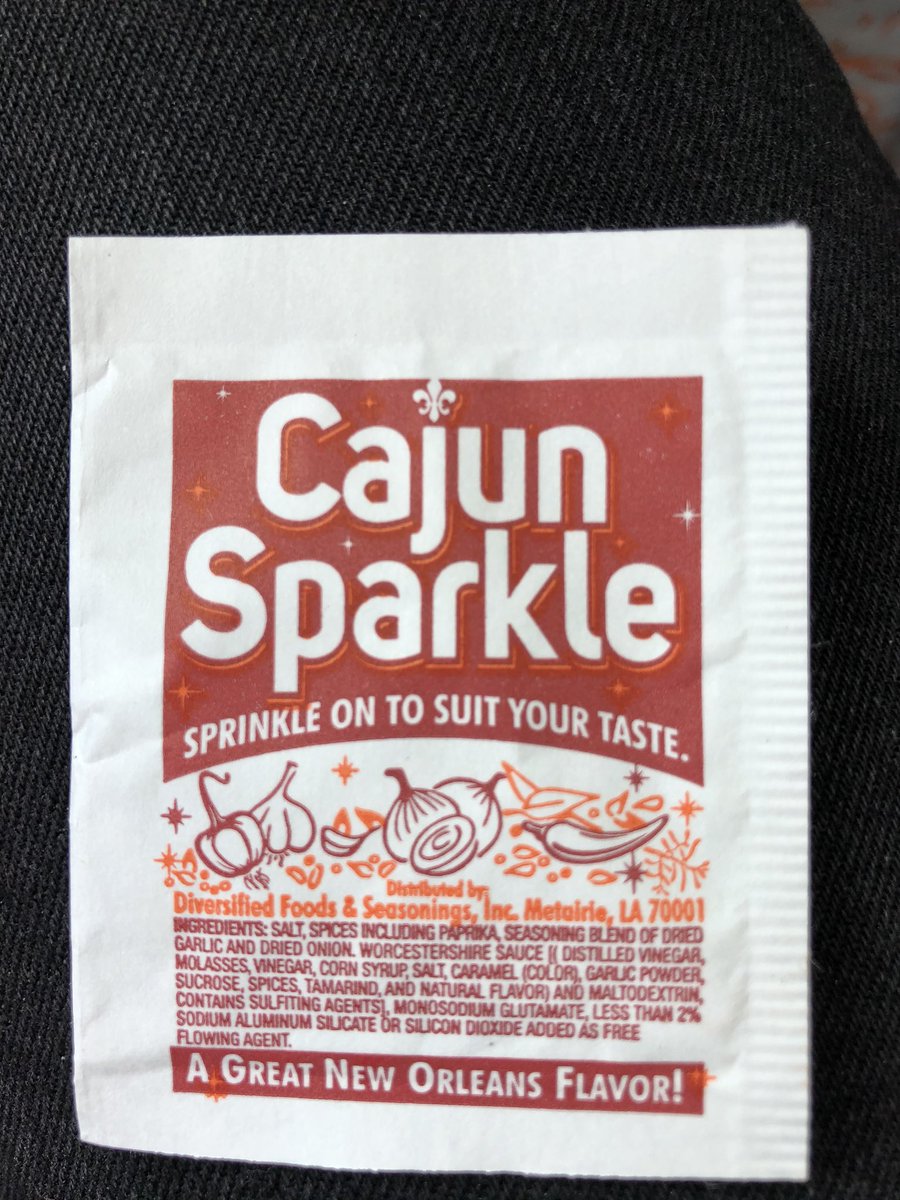 Cajun
Sparkle
SPRINKLE ON TO SUIT YOUR TASTE.
Distributed by:
Diversified Foods & Seasonings, Inc. Metairie, LA 70001
INGREDIENTS: SALT, SPICES INCLUDING PAPRIKA, SEASONING BLEND OF DRIED
GARLIC AND DRIED ONION. WORCESTERSHIRE SAUCE [( DISTILLED VINEGAR,
MOLASSES, VINEGAR, CORN SYRUP, SALT, CARAMEL (COLOR), GARLIC POWDER,
SUCROSE, SPICES, TAMARIND, AND NATURAL FLAVOR) AND MALTODEXTRIN,
CONTAINS SULFITING AGENTS], MONOSODIUM GLUTAMATE, LESS THAN 2%
SODIUM ALUMINUM SILICATE OR SILICON DIOXIDE ADDED AS FREE
FLOWING AGENT.
A GREAT NEW ORLEANS FLAVOR!